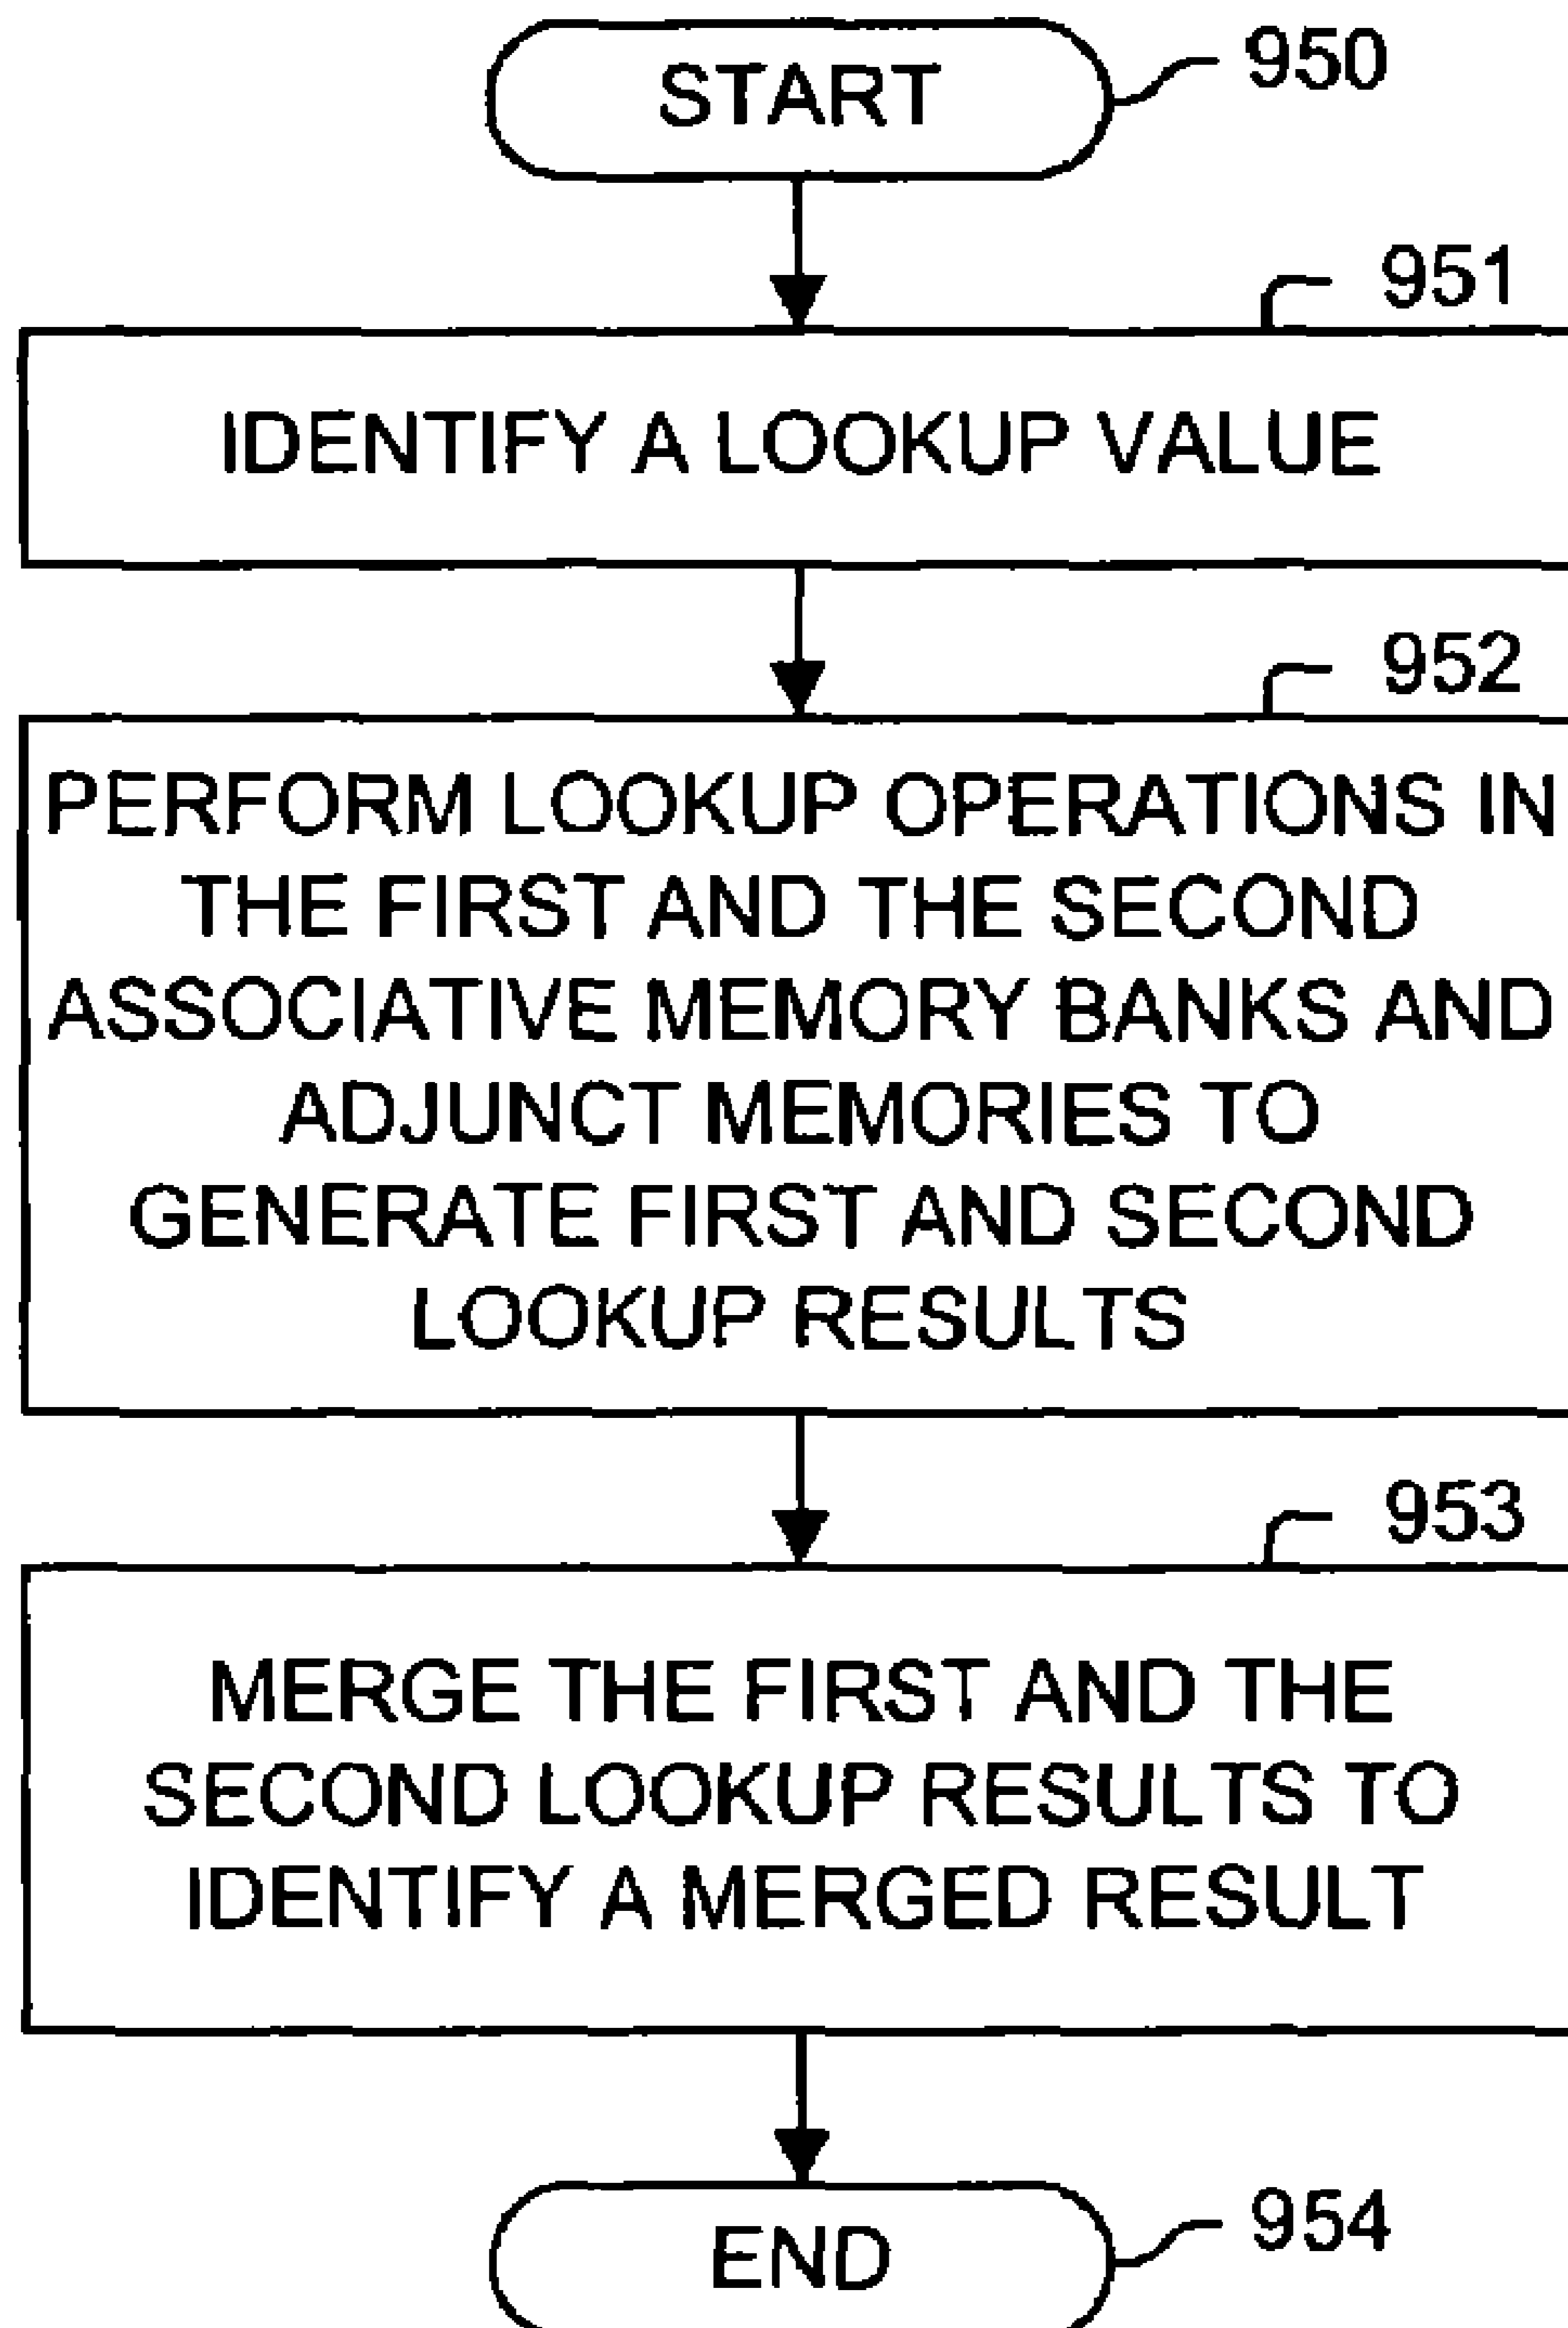 START
950
951
IDENTIFY A LOOKUP VALUE
952
PERFORM LOOKUP OPERATIONS IN
THE FIRST AND THE SECOND
ASSOCIATIVE MEMORY BANKS AND
ADJUNCT MEMORIES TO
GENERATE FIRST AND SECOND
LOOKUP RESULTS
953
MERGE THE FIRST AND THE
SECOND LOOKUP RESULTS TO
IDENTIFY A MERGED RESULT
END
954